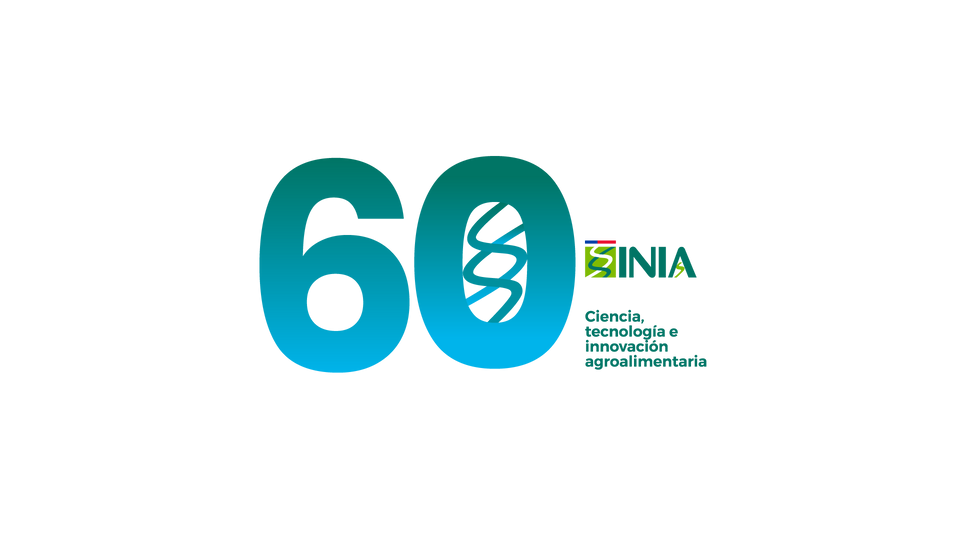 60
INIA
Ciencia,
tecnología e
innovación
agroalimentaria